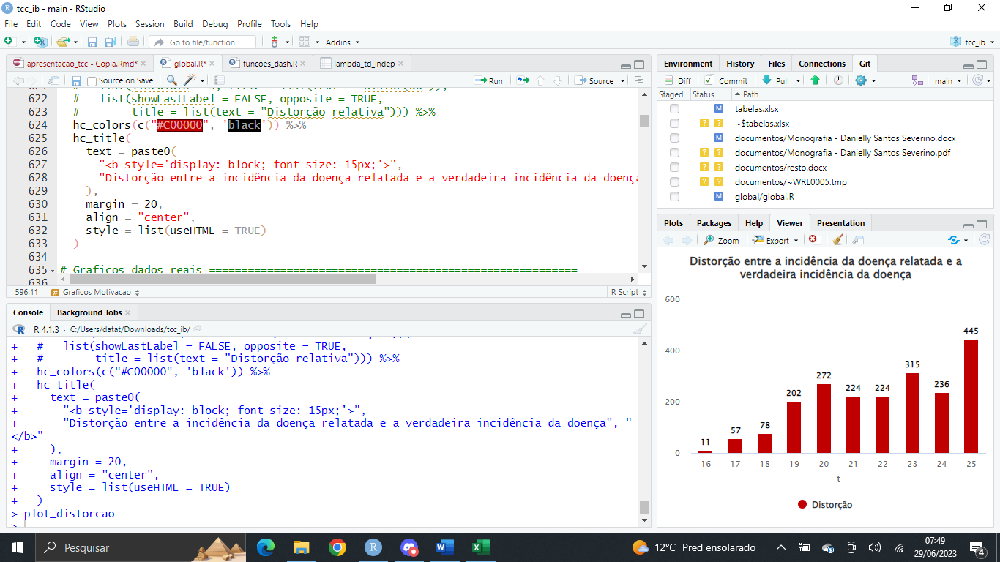 tcc_ib - main - RStudio
File Edit Code View Plots Session Build Debug Profile Tools Help
Go to file/function
Addins
tcc_ib
apresentacao_tcc - Copia.Rmd*
global.R*
funcoes_dash.R
lambda_td_indep
Source on Save
Run
Source
622 # list(showLastLabel = FALSE, opposite = TRUE,
623 # title = list(text = "Distorção relativa"))) %>%
624 hc_colors(c("#C00000", 'black')) %>%
625 hc_title(
626 text = paste0(
627 "<b style='display: block; font-size: 15px;'>",
628 "Distorção entre a incidência da doença relatada e a verdadeira incidência da doença
629 ),
630 margin = 20,
631 align = "center",
632 style = list(useHTML = TRUE)
633 )
634
635 # Graficos dados reais =========================================================
636
596:11
Graficos Motivacao
R Script
Console
Background Jobs
R 4.1.3 · C:/Users/datat/Downloads/tcc_ib/
+ # list(showLastLabel = FALSE, opposite = TRUE,
+ # title = list(text = "Distorção relativa"))) %>%
+ hc_colors(c("#C00000", 'black')) %>%
+ hc_title(
+ text = paste0(
+ "<b style='display: block; font-size: 15px;'>",
+ "Distorção entre a incidência da doença relatada e a verdadeira incidência da doença", "
</b>"
+ ),
+ margin = 20,
+ align = "center",
+ style = list(useHTML = TRUE)
+ )
> plot_distorcao
>
Environment History Files Connections Git
Diff Commit Pull main
Staged Status Path
M tabelas.xlsx
? ? ~$tabelas.xlsx
M documentos/Monografia - Danielly Santos Severino.docx
? ? documentos/Monografia - Danielly Santos Severino.pdf
? ? documentos/resto.docx
? ? documentos/~WRL0005.tmp
M global/global.R
Plots Packages Help Viewer Presentation
Zoom Export
Distorção entre a incidência da doença relatada e a
verdadeira incidência da doença
600
400
200
0
11 57 78 202 272 224 224 315 236 445
16 17 18 19 20 21 22 23 24 25
t
Distorção
Pesquisar
12°C Pred ensolarado
07:49
29/06/2023
4